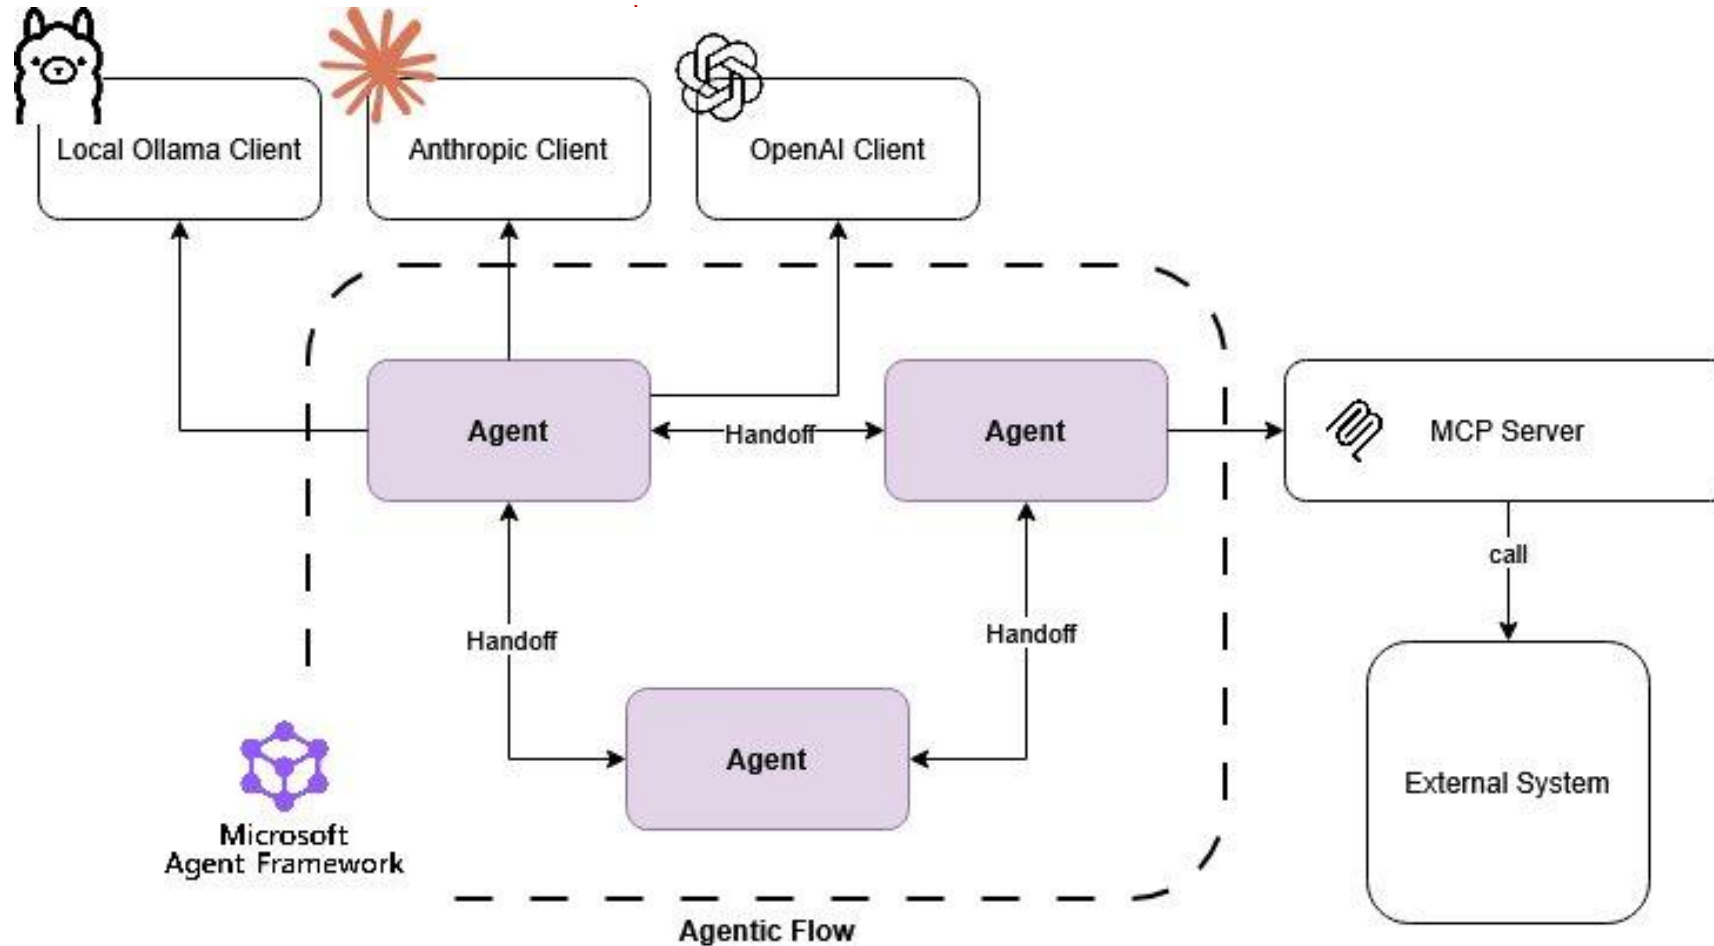 Local Ollama Client
Anthropic Client
OpenAI Client
Agent
Handoff
Agent
MCP Server
call
Handoff
Handoff
Agent
External System
Microsoft
Agent Framework
Agentic Flow